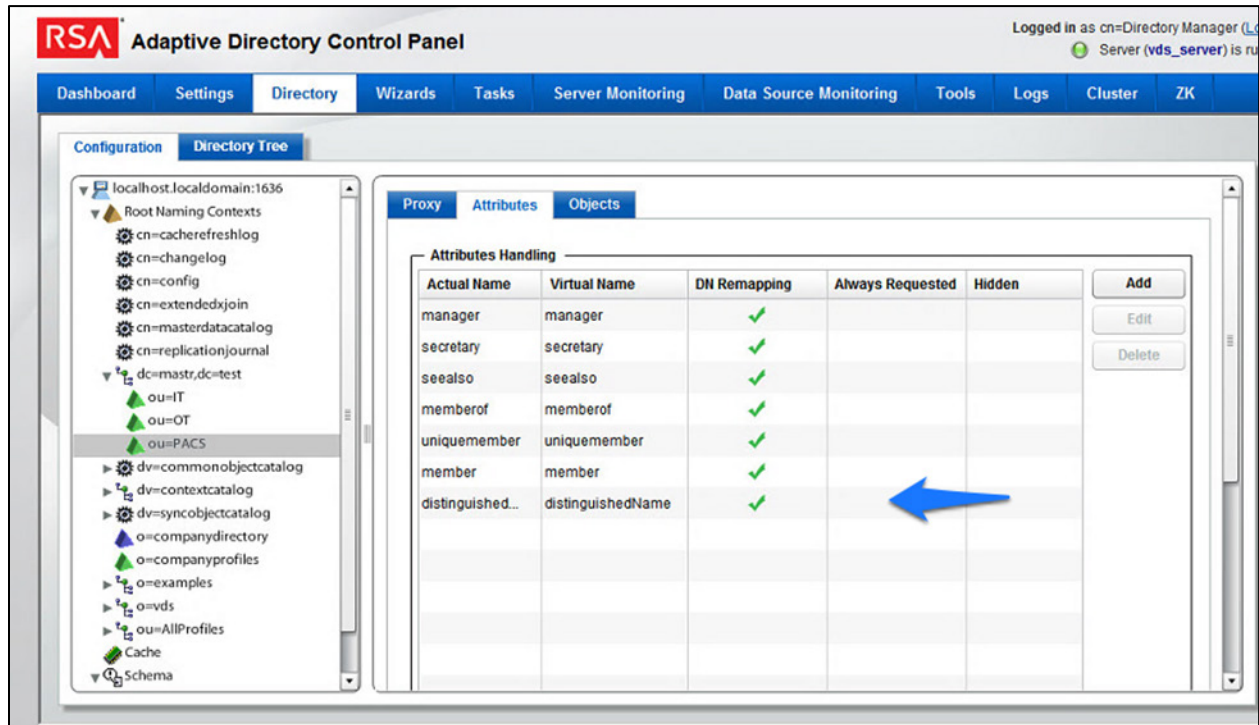 RSA Adaptive Directory Control Panel
Logged in as cn=Directory Manager
Server (vds_server) is
Dashboard Settings Directory Wizards Tasks Server Monitoring Data Source Monitoring Tools Logs Cluster ZK
Configuration Directory Tree
localhost.localdomain:1636
Root Naming Contexts
cn=cacherefreshlog
cn=changelog
cn=config
cn=extendedxjoin
cn=masterdatacatalog
cn=replicationjournal
dc=mastr,dc=test
ou=IT
ou=OT
ou=PACS
dv=commonobjectcatalog
dv=contextcatalog
dv=syncobjectcatalog
o=companydirectory
o=companyprofiles
o=examples
o=vds
ou=AllProfiles
Cache
Schema
Proxy Attributes Objects
Attributes Handling
Actual Name Virtual Name DN Remapping Always Requested Hidden
manager manager
secretary secretary
seealso seealso
memberof memberof
uniquemember uniquemember
member member
distinguished... distinguishedName
Add
Edit
Delete